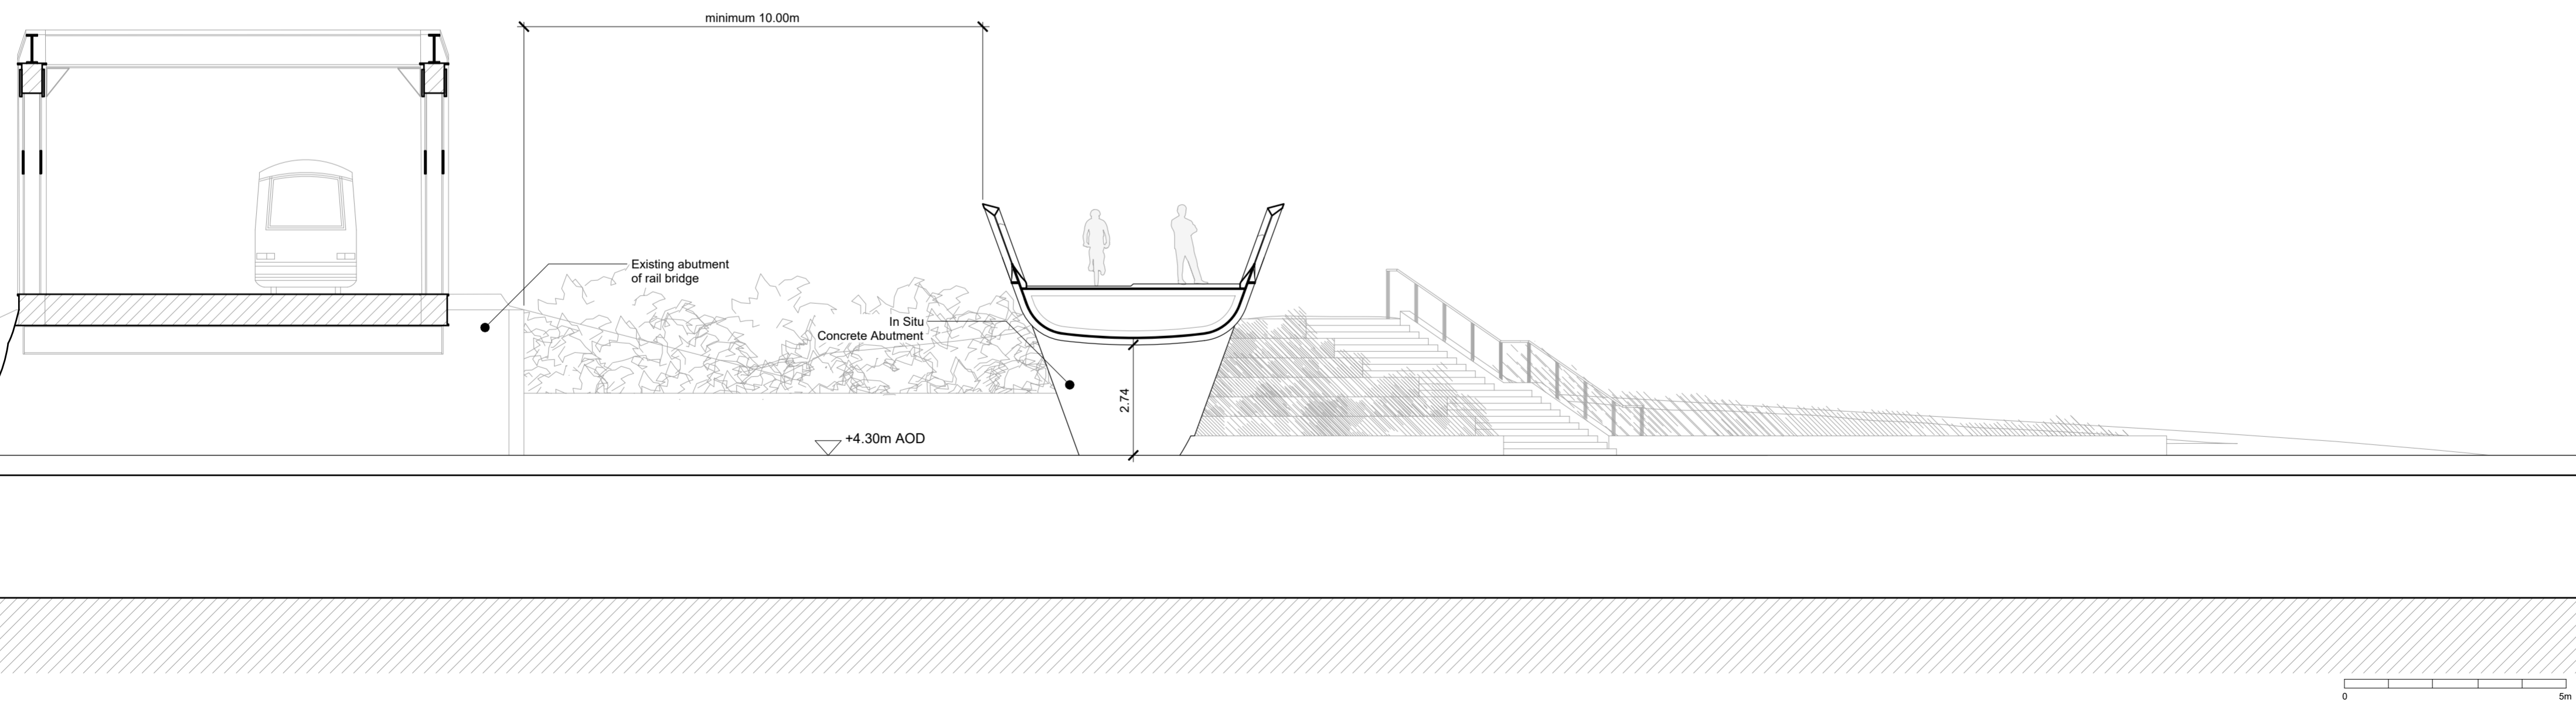 minimum 10.00m
Existing abutment
of rail bridge
In Situ
Concrete Abutment
2.74
+4.30m AOD
0
5m